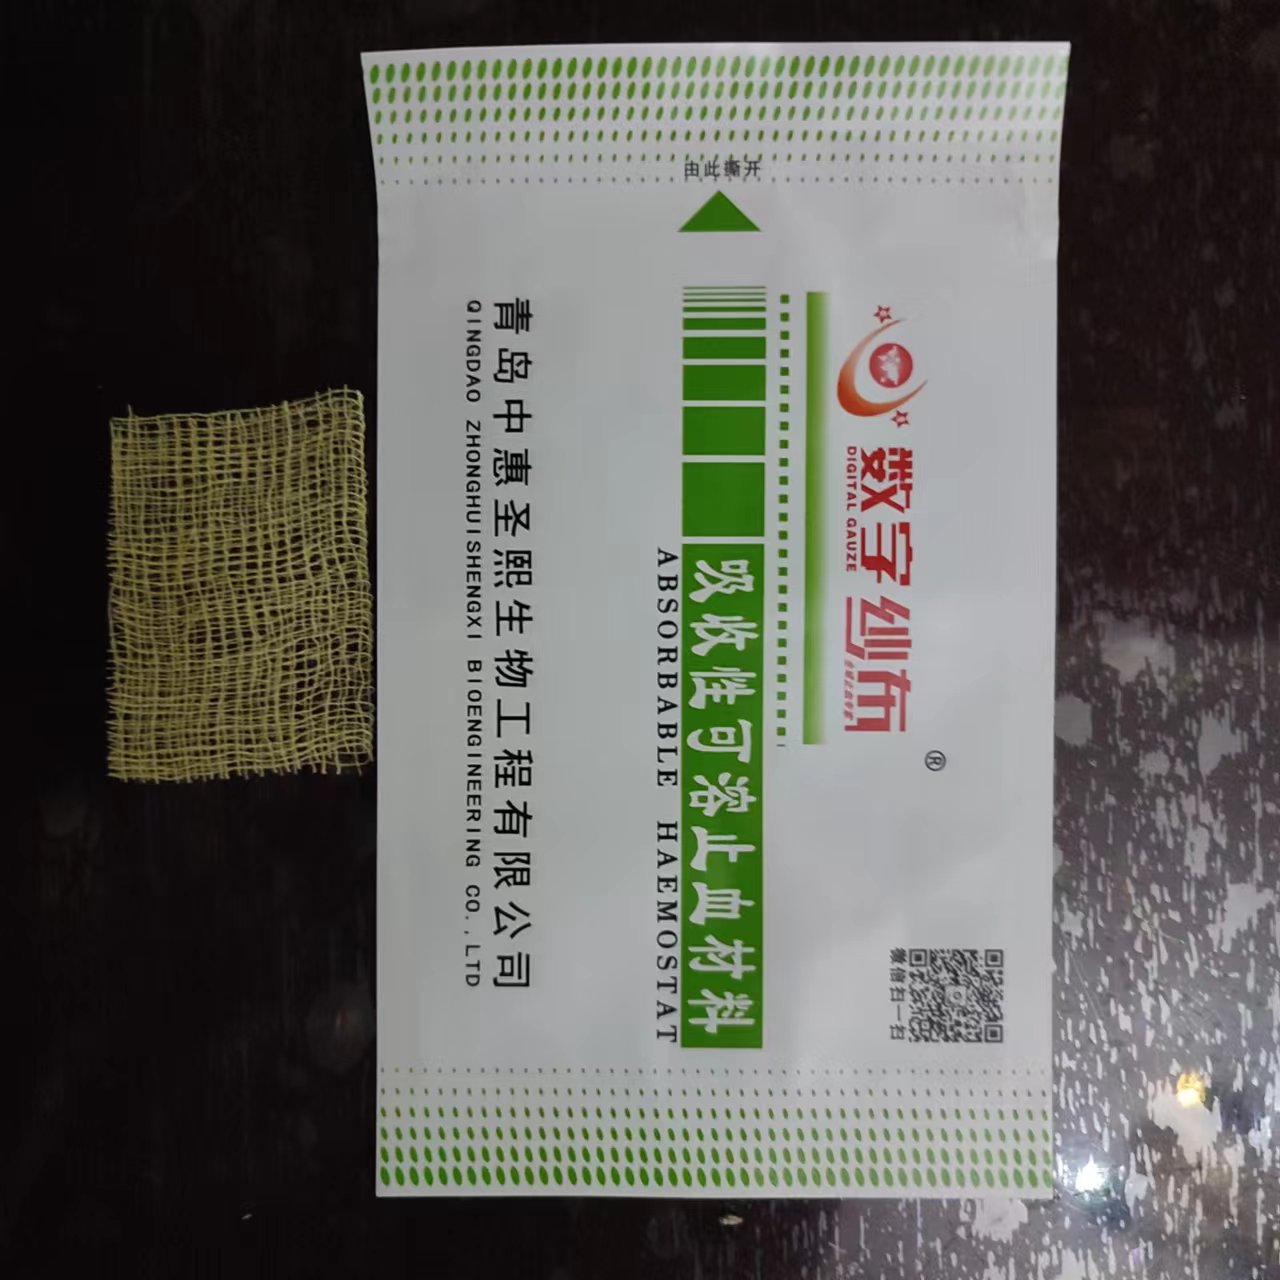 数字纱布
®
DIGITAL GAUZE
微信扫一扫
由此撕开
吸收性可溶止血材料
ABSORBABLE HAEMOSTAT
青岛中惠圣熙生物工程有限公司
QINGDAO ZHONGHUISHENGXI BIOENGINEERING CO.,LTD